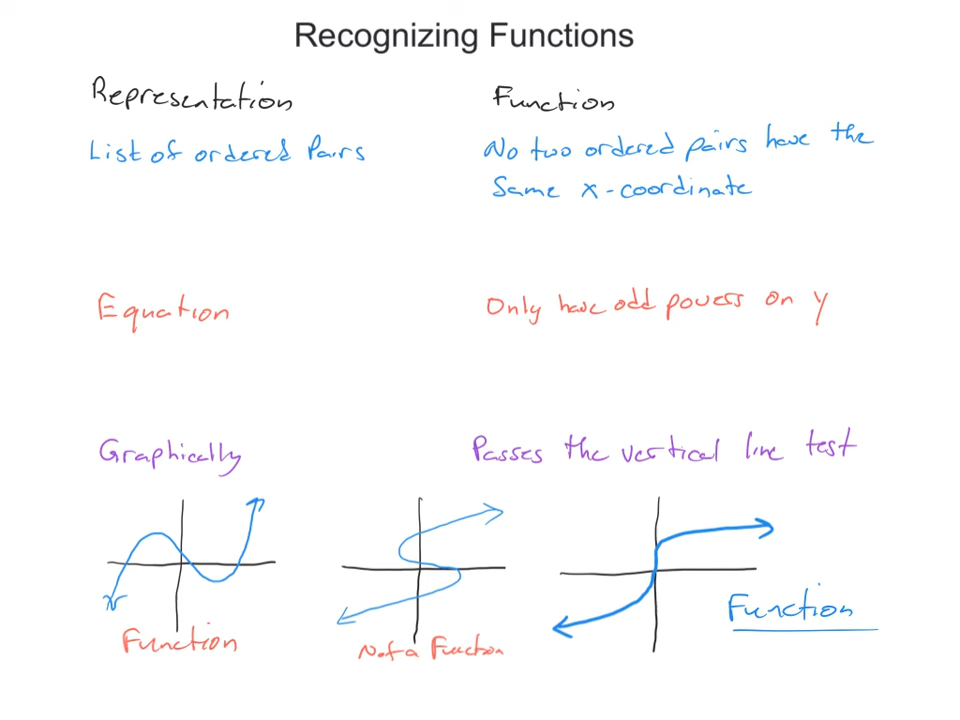 Recognizing Functions
Representation
Function
List of ordered Pairs
No two ordered pairs have the
Same x-coordinate
Equation
Only have odd powers on y
Graphically
Passes the vertical line test
Function
Not a Function
Function